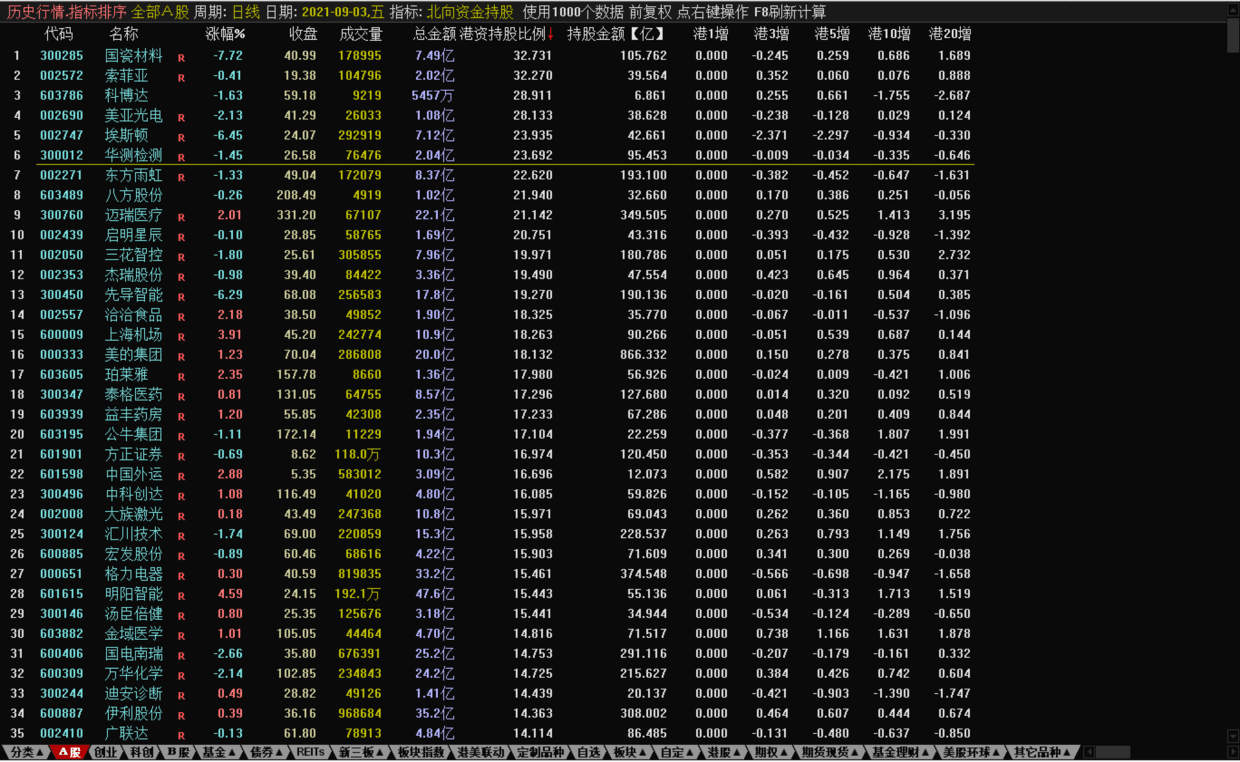 历史行情.指标排序 全部A股 周期: 日线 日期: 2021-09-03,五 指标: 北向资金持股 使用1000个数据 前复权 点右键操作 F8刷新计算
代码 名称 涨幅% 收盘 成交量 总金额 港资持股比例↓ 持股金额【亿】 港1增 港3增 港5增 港10增 港20增
1 300285 国瓷材料 R -7.72 40.99 178995 7.49亿 32.731 105.762 0.000 -0.245 0.259 0.686 1.689
2 002572 索菲亚 R -0.41 19.38 104796 2.02亿 32.270 39.564 0.000 0.352 0.060 0.076 0.888
3 603786 科博达 -1.63 59.18 9219 5457万 28.911 6.861 0.000 0.255 0.661 -1.755 -2.687
4 002690 美亚光电 R -2.13 41.29 26033 1.08亿 28.133 38.628 0.000 -0.238 -0.128 0.029 0.124
5 002747 埃斯顿 R -6.45 24.07 292919 7.12亿 23.935 42.661 0.000 -2.371 -2.297 -0.934 -0.330
6 300012 华测检测 R -1.45 26.58 76476 2.04亿 23.692 95.453 0.000 -0.009 -0.034 -0.335 -0.646
7 002271 东方雨虹 R -1.33 49.04 172079 8.37亿 22.620 193.100 0.000 -0.382 -0.452 -0.647 -1.631
8 603489 八方股份 -0.26 208.49 4919 1.02亿 21.940 32.660 0.000 0.170 0.386 0.251 -0.056
9 300760 迈瑞医疗 R 2.01 331.20 67107 22.1亿 21.142 349.505 0.000 0.270 0.525 1.413 3.195
10 002439 启明星辰 R -0.10 28.85 58765 1.69亿 20.751 43.316 0.000 -0.393 -0.432 -0.928 -1.392
11 002050 三花智控 R -1.80 25.61 305855 7.96亿 19.971 180.786 0.000 0.051 0.175 0.530 2.732
12 002353 杰瑞股份 R -0.98 39.40 84422 3.36亿 19.490 47.554 0.000 0.423 0.645 0.964 0.371
13 300450 先导智能 R -6.29 68.08 256583 17.8亿 19.270 190.136 0.000 -0.020 -0.161 0.504 0.385
14 002557 洽洽食品 R 2.18 38.50 49852 1.90亿 18.325 35.770 0.000 -0.067 -0.011 -0.537 -1.096
15 600009 上海机场 R 3.91 45.20 242774 10.9亿 18.263 90.266 0.000 -0.051 0.539 0.687 0.144
16 000333 美的集团 R 1.23 70.04 286808 20.0亿 18.132 866.332 0.000 0.150 0.278 0.375 0.841
17 603605 珀莱雅 R 2.35 157.78 8660 1.36亿 17.980 56.926 0.000 -0.024 0.009 -0.421 1.006
18 300347 泰格医药 R 0.81 131.05 64755 8.57亿 17.296 127.680 0.000 0.014 0.320 0.092 0.519
19 603939 益丰药房 R 1.20 55.85 42308 2.35亿 17.233 67.286 0.000 0.048 0.201 0.409 0.844
20 603195 公牛集团 R -1.11 172.14 11229 1.94亿 17.104 22.259 0.000 -0.377 -0.368 1.807 1.991
21 601901 方正证券 R -0.69 8.62 118.0万 10.3亿 16.974 120.450 0.000 -0.353 -0.344 -0.421 -0.450
22 601598 中国外运 R 2.88 5.35 583012 3.09亿 16.696 12.073 0.000 0.582 0.907 2.175 1.891
23 300496 中科创达 R 1.08 116.49 41020 4.80亿 16.085 59.826 0.000 -0.152 -0.105 -1.165 -0.980
24 002008 大族激光 R 0.18 43.49 247368 10.8亿 15.971 69.043 0.000 0.262 0.360 0.853 0.722
25 300124 汇川技术 R -1.74 69.00 220859 15.3亿 15.958 228.537 0.000 0.263 0.793 1.149 1.756
26 600885 宏发股份 R -0.89 60.46 68616 4.22亿 15.903 71.609 0.000 0.341 0.300 0.269 -0.038
27 000651 格力电器 R 0.30 40.59 819835 33.2亿 15.461 374.548 0.000 -0.566 -0.698 -0.947 -1.658
28 601615 明阳智能 R 4.59 24.15 192.1万 47.6亿 15.443 55.136 0.000 0.061 -0.313 1.713 1.519
29 300146 汤臣倍健 R 0.80 25.35 125676 3.18亿 15.441 34.944 0.000 -0.534 -0.124 -0.289 -0.650
30 603882 金域医学 R 1.01 105.05 44464 4.70亿 14.816 71.517 0.000 0.738 1.166 1.631 1.878
31 600406 国电南瑞 R -2.66 35.80 676391 25.2亿 14.753 291.116 0.000 -0.207 -0.179 -0.161 0.332
32 600309 万华化学 R -2.14 102.85 234843 24.2亿 14.725 215.627 0.000 0.384 0.426 0.742 0.604
33 300244 迪安诊断 R 0.49 28.82 49126 1.41亿 14.439 20.137 0.000 -0.421 -0.903 -1.390 -1.747
34 600887 伊利股份 R 0.39 36.16 968684 35.2亿 14.363 308.002 0.000 0.464 0.607 0.444 0.674
35 002410 广联达 R -0.13 61.80 78913 4.84亿 14.114 86.485 0.000 -0.131 -0.480 -0.637 -0.850
分类▲ A股 创业 科创 B股 基金▲ 债券▲ REITs 新三板▲ 板块指数 港美联动 定制品种 自选 板块▲ 自定▲ 港股▲ 期权▲ 期货现货▲ 基金理财▲ 美股环球▲ 其它品种▲